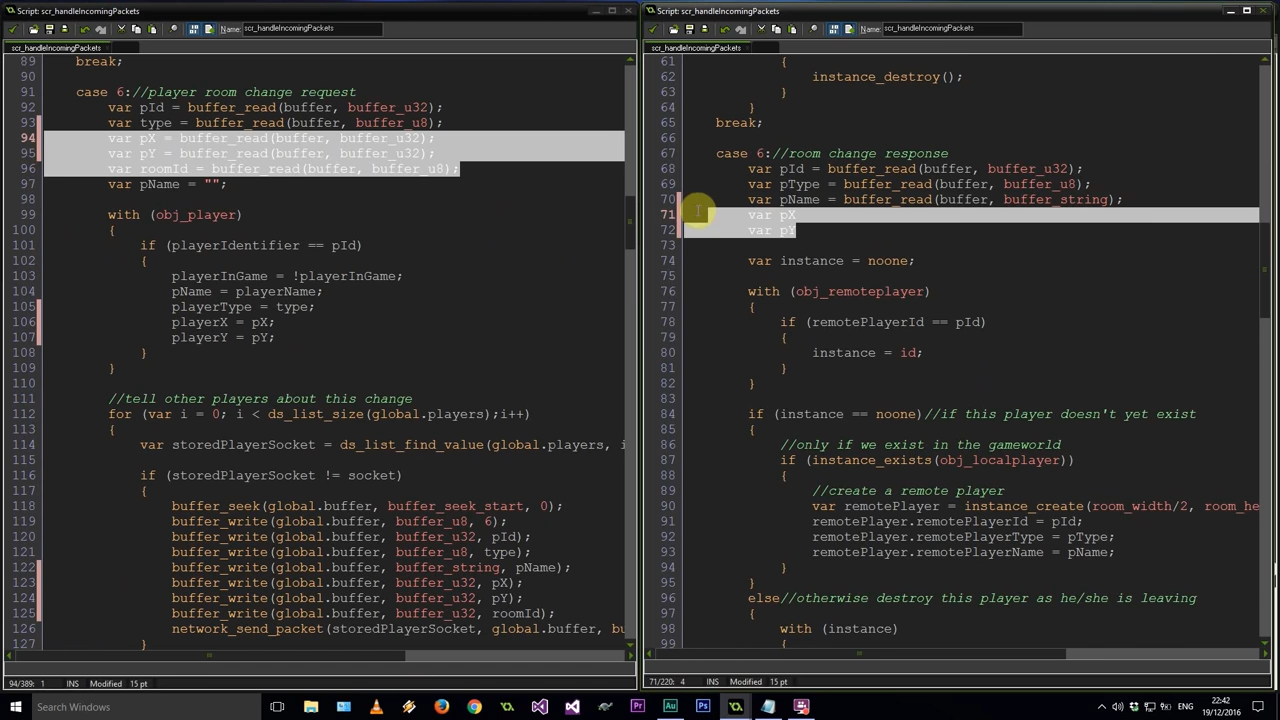 Script: scr_handleIncomingPackets
Name: scr_handleIncomingPackets
scr_handleIncomingPackets
89 break;
90
91 case 6://player room change request
92 var pId = buffer_read(buffer, buffer_u32);
93 var type = buffer_read(buffer, buffer_u8);
94 var pX = buffer_read(buffer, buffer_u32);
95 var pY = buffer_read(buffer, buffer_u32);
96 var roomId = buffer_read(buffer, buffer_u8);
97 var pName = "";
98
99 with (obj_player)
100 {
101 if (playerIdentifier == pId)
102 {
103 playerInGame = !playerInGame;
104 pName = playerName;
105 playerType = type;
106 playerX = pX;
107 playerY = pY;
108 }
109 }
110
111 //tell other players about this change
112 for (var i = 0; i < ds_list_size(global.players);i++)
113 {
114 var storedPlayerSocket = ds_list_find_value(global.players, i
115
116 if (storedPlayerSocket != socket)
117 {
118 buffer_seek(global.buffer, buffer_seek_start, 0);
119 buffer_write(global.buffer, buffer_u8, 6);
120 buffer_write(global.buffer, buffer_u32, pId);
121 buffer_write(global.buffer, buffer_u8, type);
122 buffer_write(global.buffer, buffer_string, pName);
123 buffer_write(global.buffer, buffer_u32, pX);
124 buffer_write(global.buffer, buffer_u32, pY);
125 buffer_write(global.buffer, buffer_u32, roomId);
126 network_send_packet(storedPlayerSocket, global.buffer, bu
127 }
94/389: 1 INS Modified 15 pt
Script: scr_handleIncomingPackets
Name: scr_handleIncomingPackets
scr_handleIncomingPackets
61 {
62 instance_destroy();
63 }
64 }
65 break;
66
67 case 6://room change response
68 var pId = buffer_read(buffer, buffer_u32);
69 var pType = buffer_read(buffer, buffer_u8);
70 var pName = buffer_read(buffer, buffer_string);
71 var pX
72 var pY
73
74 var instance = noone;
75
76 with (obj_remoteplayer)
77 {
78 if (remotePlayerId == pId)
79 {
80 instance = id;
81 }
82 }
83
84 if (instance == noone)//if this player doesn't yet exist
85 {
86 //only if we exist in the gameworld
87 if (instance_exists(obj_localplayer))
88 {
89 //create a remote player
90 var remotePlayer = instance_create(room_width/2, room_he
91 remotePlayer.remotePlayerId = pId;
92 remotePlayer.remotePlayerType = pType;
93 remotePlayer.remotePlayerName = pName;
94 }
95 }
96 else//otherwise destroy this player as he/she is leaving
97 {
98 with (instance)
99 {
71/220: 4 INS Modified 15 pt
Search Windows
Pr Au Ps
ENG
22:42
19/12/2016